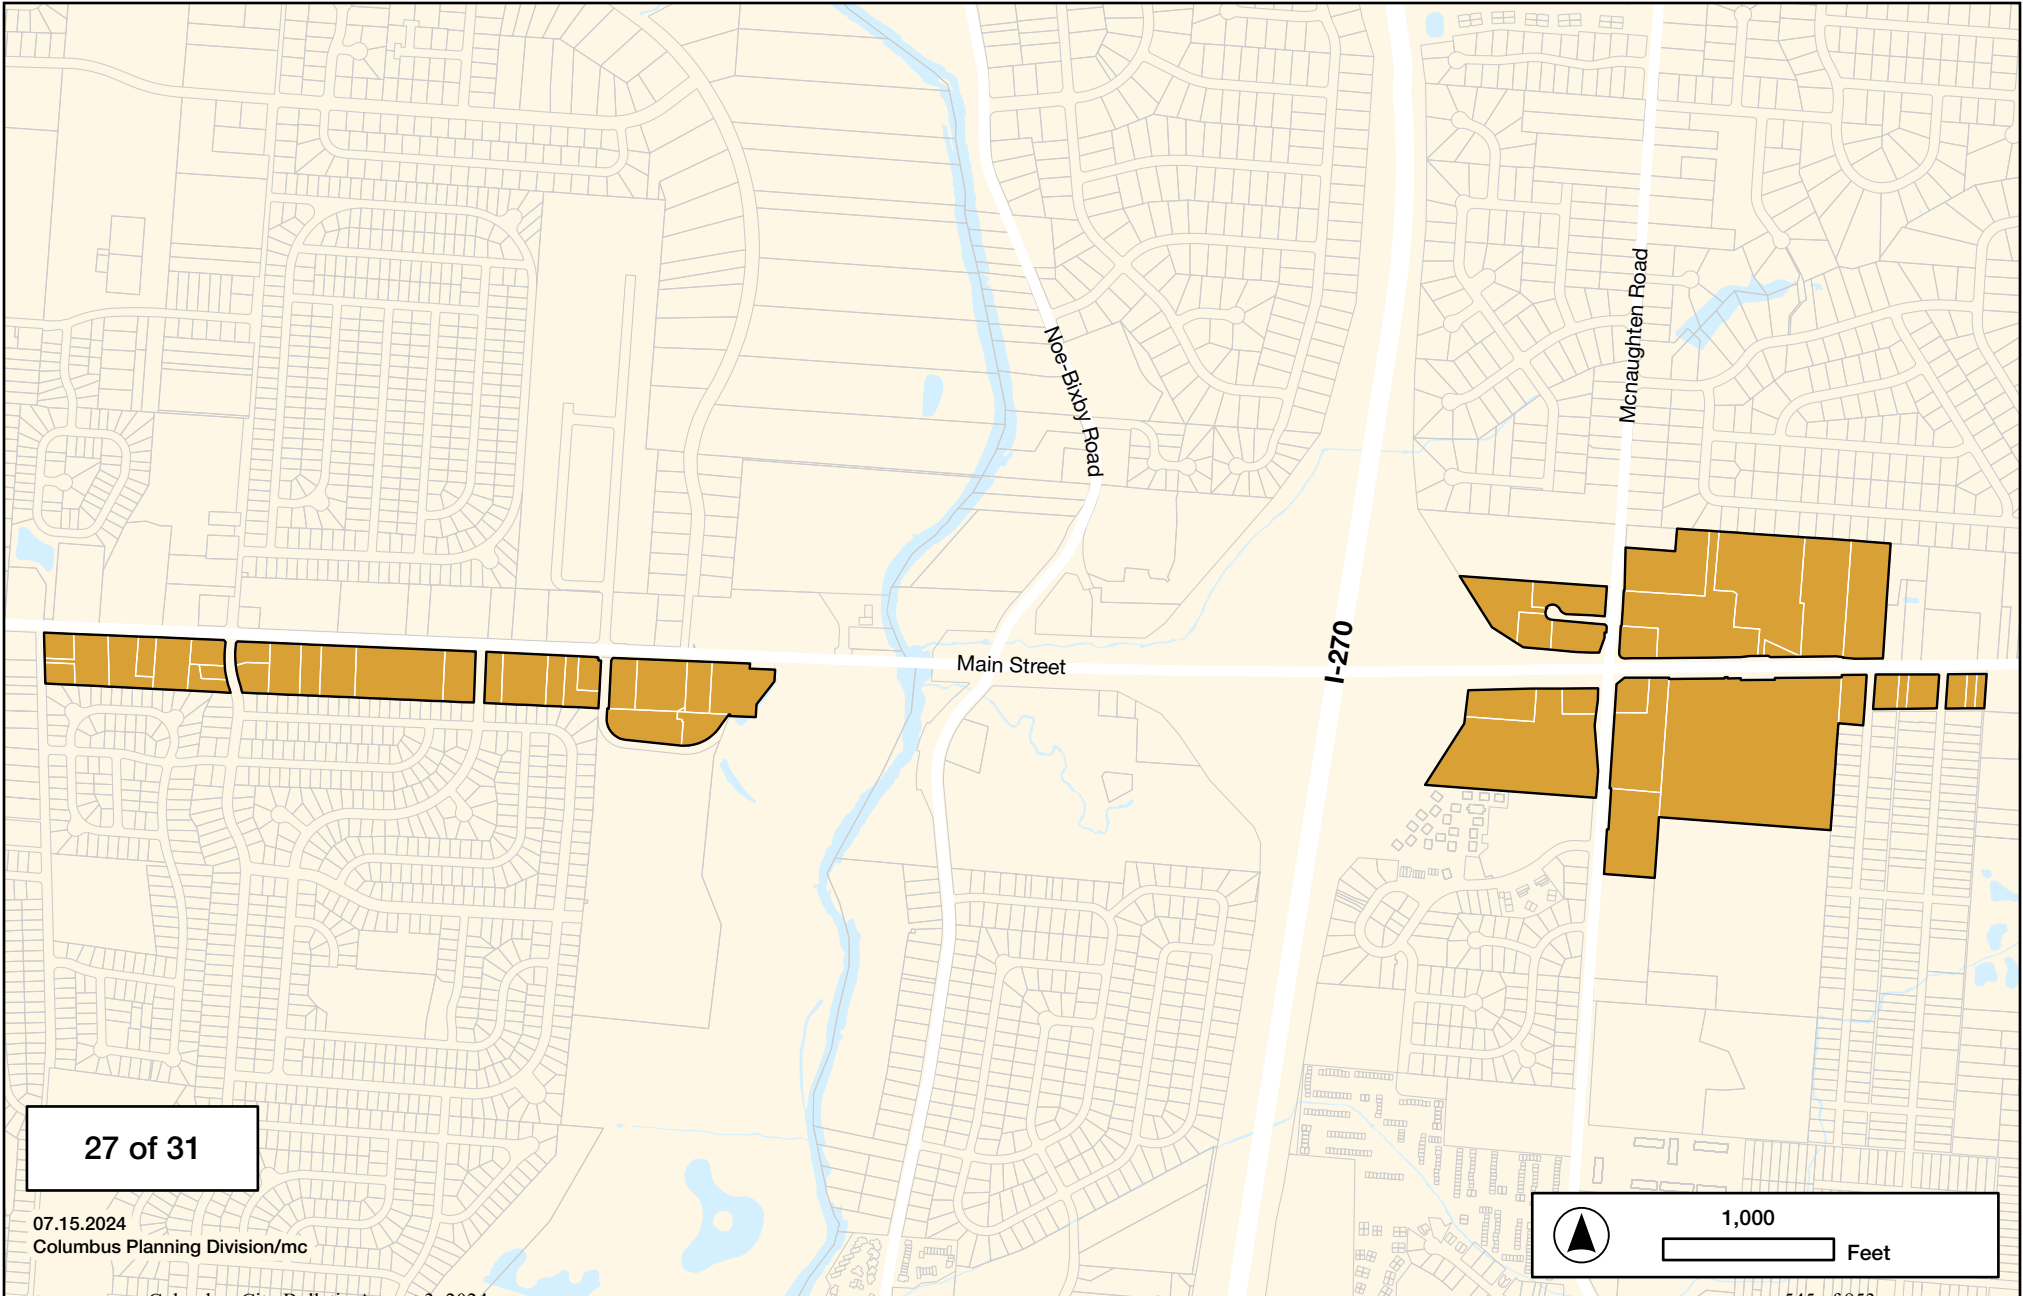 Noe-Bixby Road
Mcnaughten Road
I-270
Main Street
27 of 31
07.15.2024
Columbus Planning Division/mc
1,000
Feet